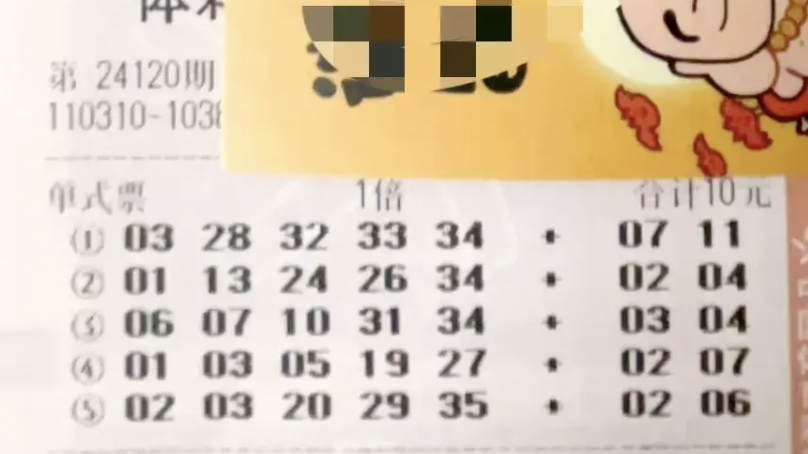 体
第 24120期
110310-1038
单式票 1倍 合计10元
① 03 28 32 33 34 + 07 11
② 01 13 24 26 34 + 02 04
③ 06 07 10 31 34 + 03 04
④ 01 03 05 19 27 + 02 07
⑤ 02 03 20 29 35 + 02 06